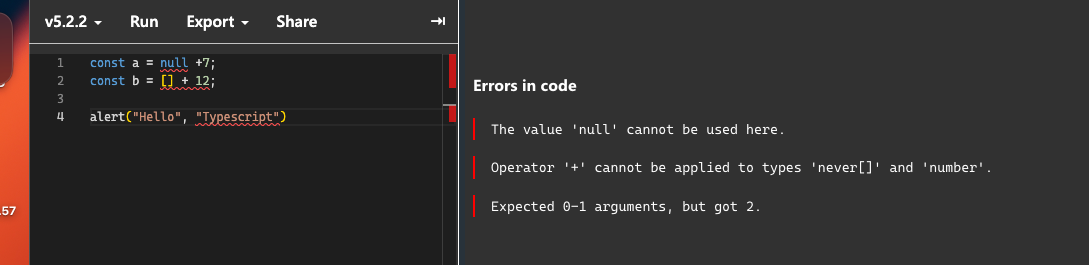 v5.2.2 Run Export Share
1 const a = null +7;
2 const b = [] + 12;
3
4 alert("Hello", "Typescript")
.57
Errors in code
The value 'null' cannot be used here.
Operator '+' cannot be applied to types 'never[]' and 'number'.
Expected 0-1 arguments, but got 2.